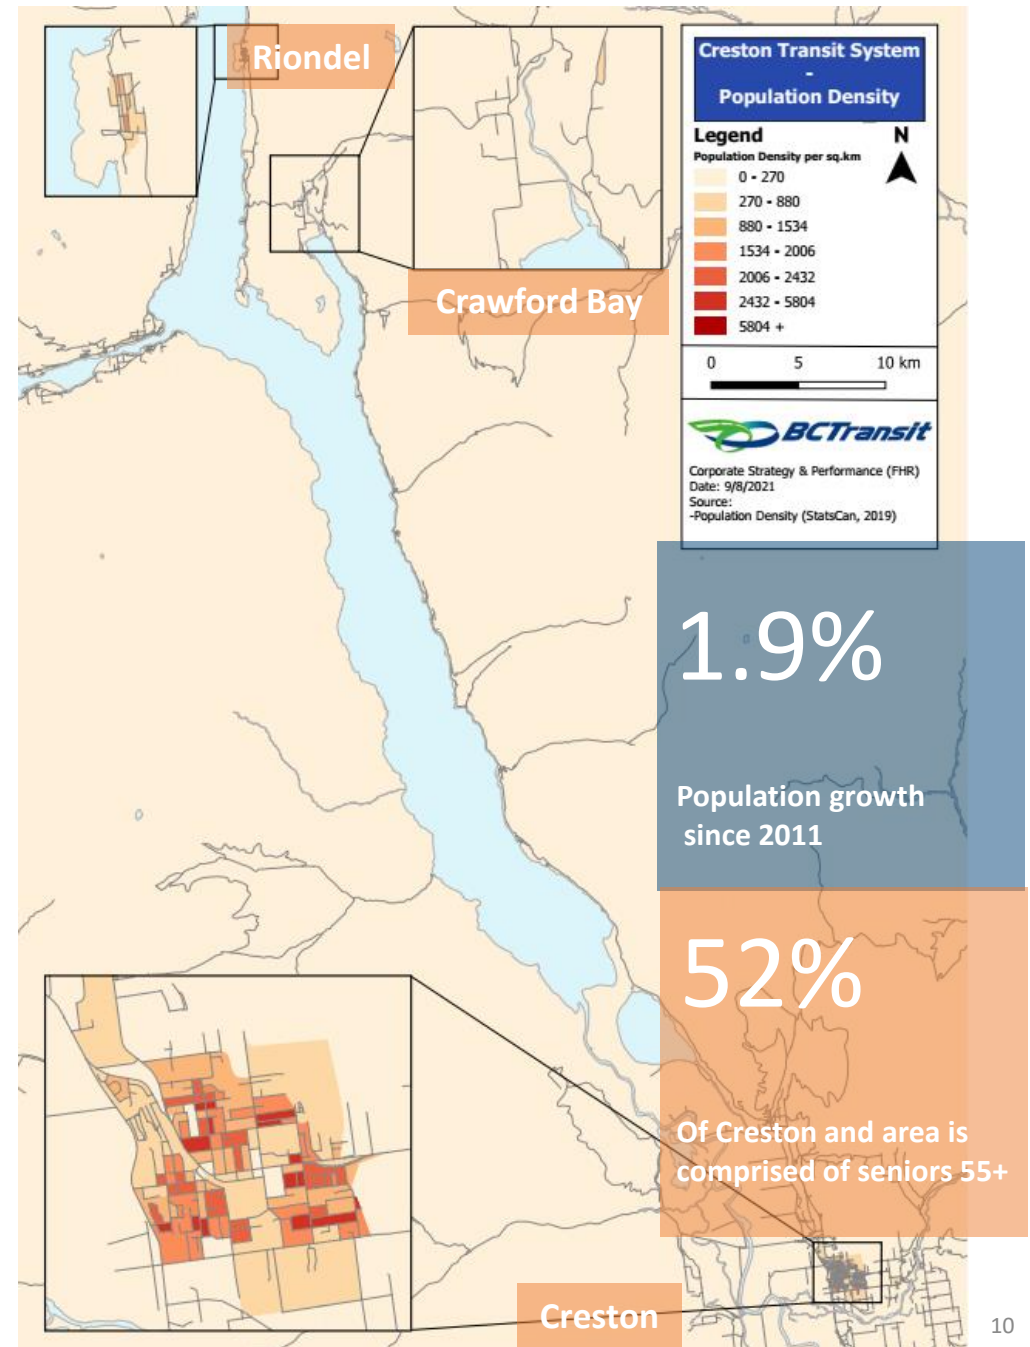 Riondel
Crawford Bay
Creston Transit System
-
Population Density
Legend
N
Population Density per sq.km
0 - 270
270 - 880
880 - 1534
1534 - 2006
2006 - 2432
2432 - 5804
5804 +
0 5 10 km
BCTransit
Corporate Strategy & Performance (FHR)
Date: 9/8/2021
Source:
-Population Density (StatsCan, 2019)
1.9%
Population growth
since 2011
52%
Of Creston and area is
comprised of seniors 55+
Creston
10